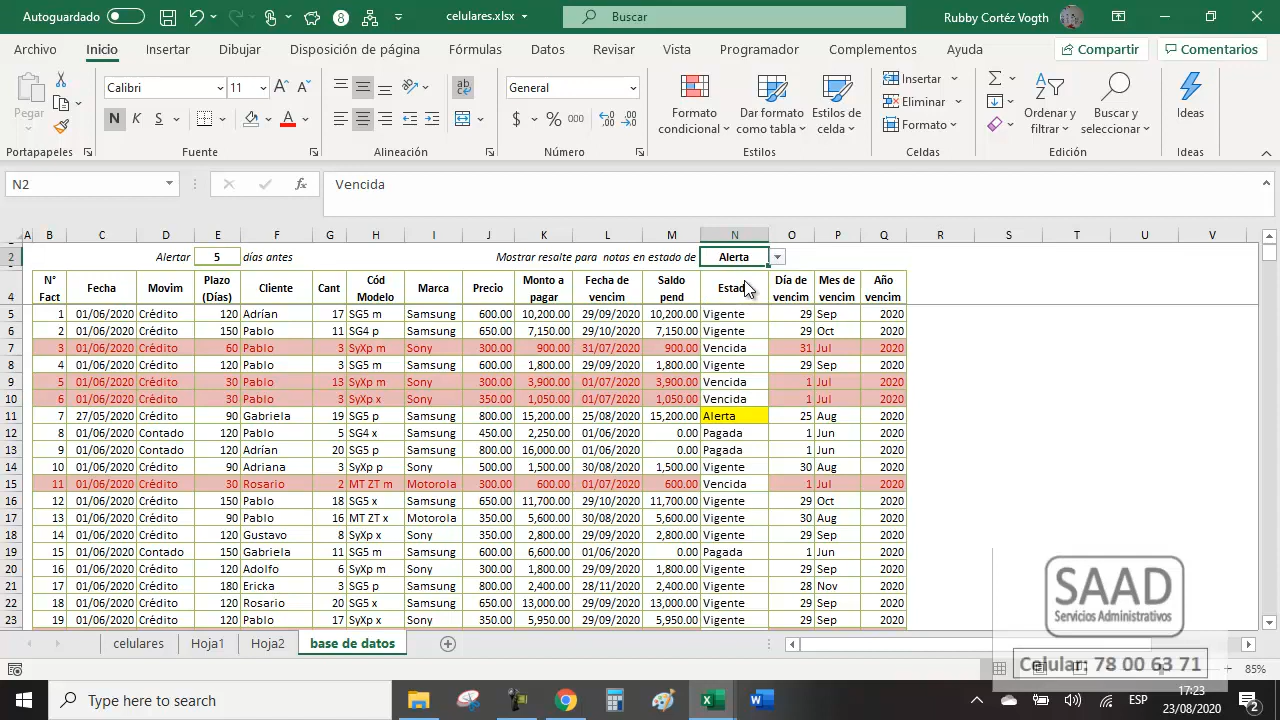 Autoguardado
celulares.xlsx
Buscar
Rubby Cortéz Vogth
Archivo Inicio Insertar Dibujar Disposición de página Fórmulas Datos Revisar Vista Programador Complementos Ayuda Compartir Comentarios
Pegar
Calibri 11
N K S A
ab
General
$ % 000
Formato condicional
Dar formato como tabla
Estilos de celda
Insertar
Eliminar
Formato
Ordenar y filtrar
Buscar y seleccionar
Ideas
Portapapeles Fuente Alineación Número Estilos Celdas Edición Ideas
N2 fx Vencida
A B C D E F G H I J K L M N O P Q R S T U V
2 Alertar 5 días antes Mostrar resalte para notas en estado de Alerta
4 N° Fact Fecha Movim Plazo (Días) Cliente Cant Cód Modelo Marca Precio Monto a pagar Fecha de vencim Saldo pend Estad Día de vencim Mes de vencim Año vencim
5 1 01/06/2020 Crédito 120 Adrían 17 SG5 m Samsung 600.00 10,200.00 29/09/2020 10,200.00 Vigente 29 Sep 2020
6 2 01/06/2020 Crédito 150 Pablo 11 SG4 p Samsung 650.00 7,150.00 29/10/2020 7,150.00 Vigente 29 Oct 2020
7 3 01/06/2020 Crédito 60 Pablo 3 SyXp m Sony 300.00 900.00 31/07/2020 900.00 Vencida 31 Jul 2020
8 4 01/06/2020 Crédito 120 Pablo 3 SG5 m Samsung 600.00 1,800.00 29/09/2020 1,800.00 Vigente 29 Sep 2020
9 5 01/06/2020 Crédito 30 Pablo 13 SyXp m Sony 300.00 3,900.00 01/07/2020 3,900.00 Vencida 1 Jul 2020
10 6 01/06/2020 Crédito 30 Pablo 3 SyXp x Sony 350.00 1,050.00 01/07/2020 1,050.00 Vencida 1 Jul 2020
11 7 27/05/2020 Crédito 90 Gabriela 19 SG5 p Samsung 800.00 15,200.00 25/08/2020 15,200.00 Alerta 25 Aug 2020
12 8 01/06/2020 Contado 120 Pablo 5 SG4 x Samsung 450.00 2,250.00 01/06/2020 0.00 Pagada 1 Jun 2020
13 9 01/06/2020 Contado 120 Adrían 20 SG5 p Samsung 800.00 16,000.00 01/06/2020 0.00 Pagada 1 Jun 2020
14 10 01/06/2020 Crédito 90 Adriana 3 SyXp p Sony 500.00 1,500.00 30/08/2020 1,500.00 Vigente 30 Aug 2020
15 11 01/06/2020 Crédito 30 Rosario 2 MT ZT m Motorola 300.00 600.00 01/07/2020 600.00 Vencida 1 Jul 2020
16 12 01/06/2020 Crédito 150 Pablo 18 SG5 x Samsung 650.00 11,700.00 29/10/2020 11,700.00 Vigente 29 Oct 2020
17 13 01/06/2020 Crédito 90 Pablo 16 MT ZT x Motorola 350.00 5,600.00 30/08/2020 5,600.00 Vigente 30 Aug 2020
18 14 01/06/2020 Crédito 120 Gustavo 8 SyXp x Sony 350.00 2,800.00 29/09/2020 2,800.00 Vigente 29 Sep 2020
19 15 01/06/2020 Contado 150 Gabriela 11 SG5 m Samsung 600.00 6,600.00 01/06/2020 0.00 Pagada 1 Jun 2020
20 16 01/06/2020 Crédito 120 Adolfo 6 SyXp m Sony 300.00 1,800.00 29/09/2020 1,800.00 Vigente 29 Sep 2020
21 17 01/06/2020 Crédito 180 Ericka 3 SG5 p Samsung 800.00 2,400.00 28/11/2020 2,400.00 Vigente 28 Nov 2020
22 18 01/06/2020 Crédito 120 Rosario 20 SG5 x Samsung 650.00 13,000.00 29/09/2020 13,000.00 Vigente 29 Sep 2020
23 19 01/06/2020 Crédito 120 Pablo 17 SyXp x Sony 350.00 5,950.00 29/09/2020 5,950.00 Vigente 29 Sep 2020
SAAD
Servicios Administrativos
Celular: 78 00 63 71
celulares Hoja1 Hoja2 base de datos
85%
Type here to search
ESP
17:23
23/08/2020
2